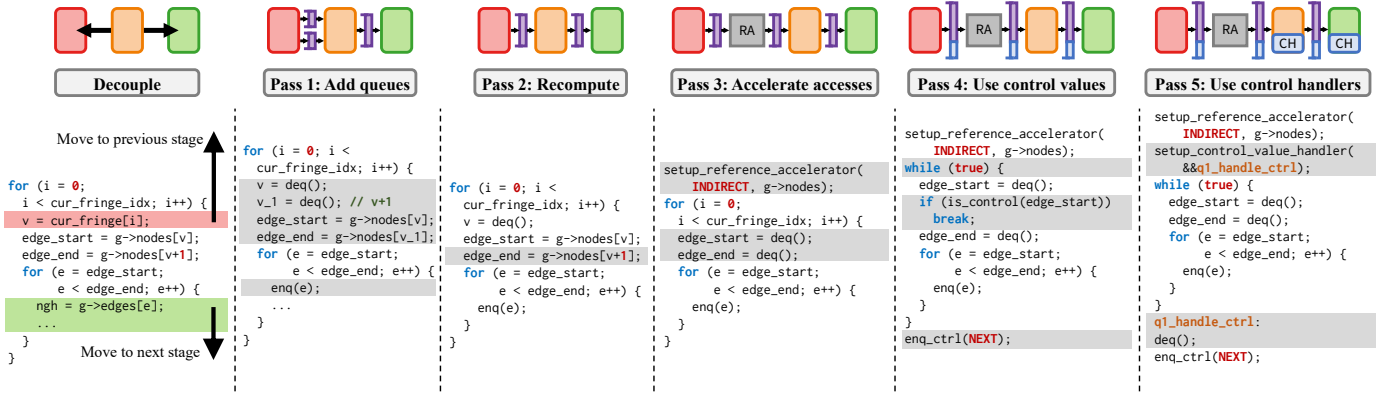 Decouple
Move to previous stage
for (i = 0;
i < cur_fringe_idx; i++) {
v = cur_fringe[i];
edge_start = g->nodes[v];
edge_end = g->nodes[v+1];
for (e = edge_start;
e < edge_end; e++) {
ngh = g->edges[e];
...
}
}
Move to next stage
Pass 1: Add queues
for (i = 0; i <
cur_fringe_idx; i++) {
v = deq();
v_1 = deq(); // v+1
edge_start = g->nodes[v];
edge_end = g->nodes[v_1];
for (e = edge_start;
e < edge_end; e++) {
enq(e);
...
}
}
Pass 2: Recompute
for (i = 0; i <
cur_fringe_idx; i++) {
v = deq();
edge_start = g->nodes[v];
edge_end = g->nodes[v+1];
for (e = edge_start;
e < edge_end; e++) {
enq(e);
}
}
RA
Pass 3: Accelerate accesses
setup_reference_accelerator(
INDIRECT, g->nodes);
for (i = 0;
i < cur_fringe_idx; i++) {
edge_start = deq();
edge_end = deq();
for (e = edge_start;
e < edge_end; e++) {
enq(e);
}
}
RA
Pass 4: Use control values
setup_reference_accelerator(
INDIRECT, g->nodes);
while (true) {
edge_start = deq();
if (is_control(edge_start))
break;
edge_end = deq();
for (e = edge_start;
e < edge_end; e++) {
enq(e);
}
}
enq_ctrl(NEXT);
RA
CH
CH
Pass 5: Use control handlers
setup_reference_accelerator(
INDIRECT, g->nodes);
setup_control_value_handler(
&&q1_handle_ctrl);
while (true) {
edge_start = deq();
edge_end = deq();
for (e = edge_start;
e < edge_end; e++) {
enq(e);
}
q1_handle_ctrl:
deq();
enq_ctrl(NEXT);